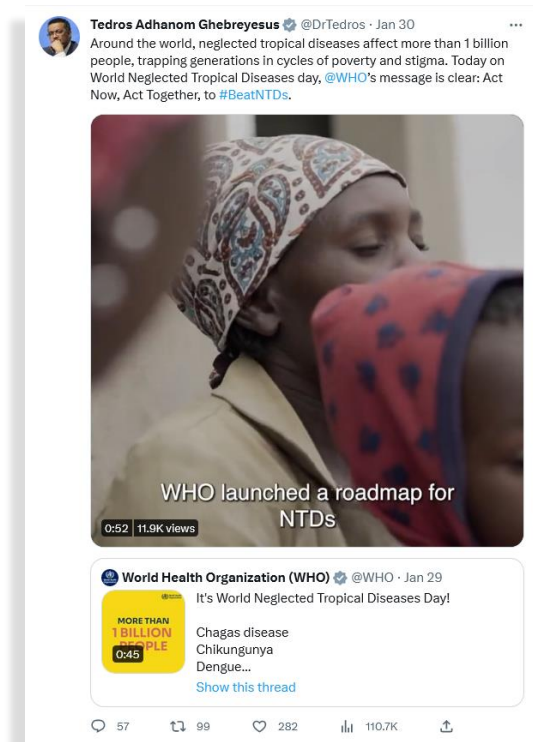 Tedros Adhanom Ghebreyesus @DrTedros · Jan 30
Around the world, neglected tropical diseases affect more than 1 billion
people, trapping generations in cycles of poverty and stigma. Today on
World Neglected Tropical Diseases day, @WHO's message is clear: Act
Now, Act Together, to #BeatNTDs.
WHO launched a roadmap for
NTDs
0:52 11.9K views
World Health Organization (WHO) @WHO · Jan 29
It's World Neglected Tropical Diseases Day!
MORE THAN
1 BILLION
PEOPLE
0:45
Chagas disease
Chikungunya
Dengue...
Show this thread
57 99 282 110.7K